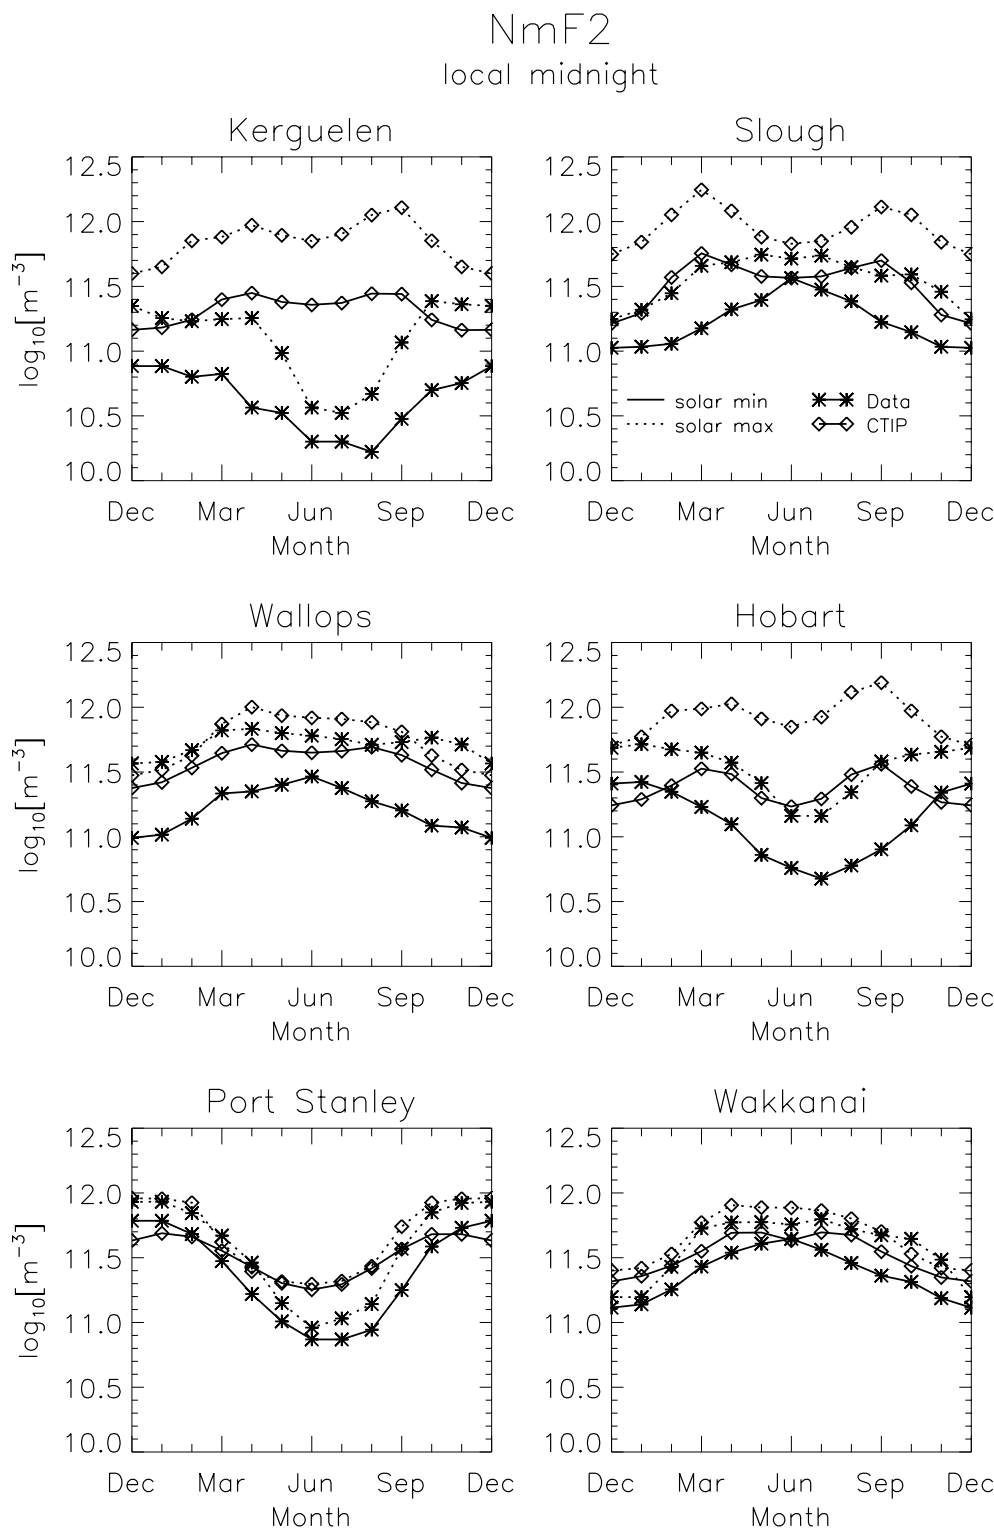 NmF2
local midnight
Kerguelen
Slough
12.5
12.0
11.5
11.0
10.5
10.0
log10[m−3]
Dec Mar Jun Sep Dec
Month
12.5
12.0
11.5
11.0
10.5
10.0
solar min
solar max
Data
CTIP
Dec Mar Jun Sep Dec
Month
Wallops
Hobart
12.5
12.0
11.5
11.0
10.5
10.0
log10[m−3]
Dec Mar Jun Sep Dec
Month
12.5
12.0
11.5
11.0
10.5
10.0
Dec Mar Jun Sep Dec
Month
Port Stanley
Wakkanai
12.5
12.0
11.5
11.0
10.5
10.0
log10[m−3]
Dec Mar Jun Sep Dec
Month
12.5
12.0
11.5
11.0
10.5
10.0
Dec Mar Jun Sep Dec
Month